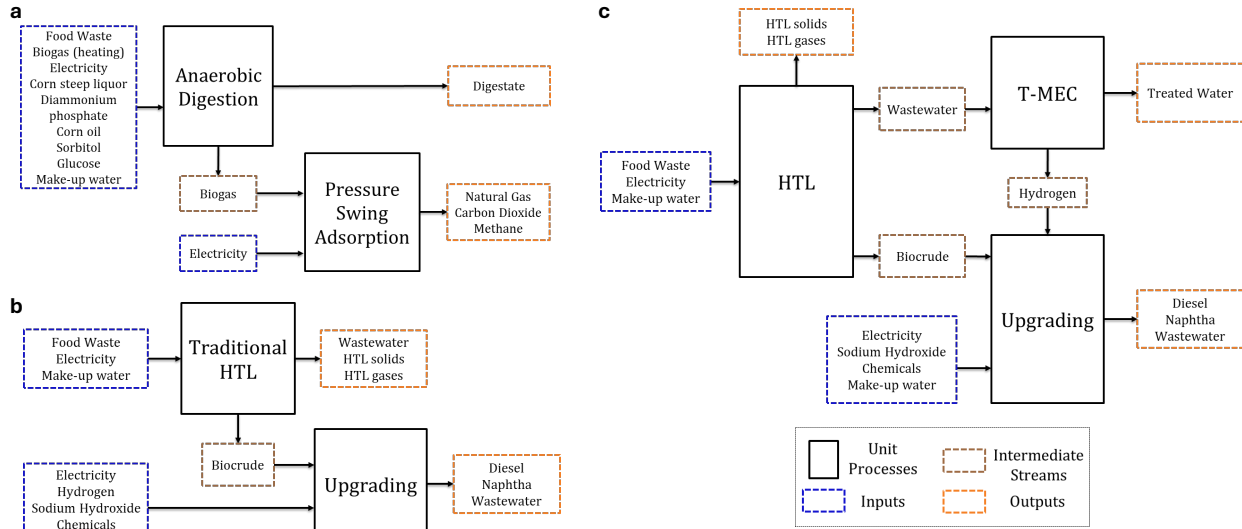 a
Food Waste
Biogas (heating)
Electricity
Corn steep liquor
Diammonium
phosphate
Corn oil
Sorbitol
Glucose
Make-up water
Anaerobic
Digestion
Digestate
Biogas
Electricity
Pressure
Swing
Adsorption
Natural Gas
Carbon Dioxide
Methane
b
Food Waste
Electricity
Make-up water
Traditional
HTL
Wastewater
HTL solids
HTL gases
Biocrude
Electricity
Hydrogen
Sodium Hydroxide
Chemicals
Upgrading
Diesel
Naphtha
Wastewater
c
HTL solids
HTL gases
Food Waste
Electricity
Make-up water
HTL
Wastewater
T-MEC
Treated Water
Hydrogen
Biocrude
Electricity
Sodium Hydroxide
Chemicals
Make-up water
Upgrading
Diesel
Naphtha
Wastewater
Unit
Processes
Intermediate
Streams
Inputs
Outputs